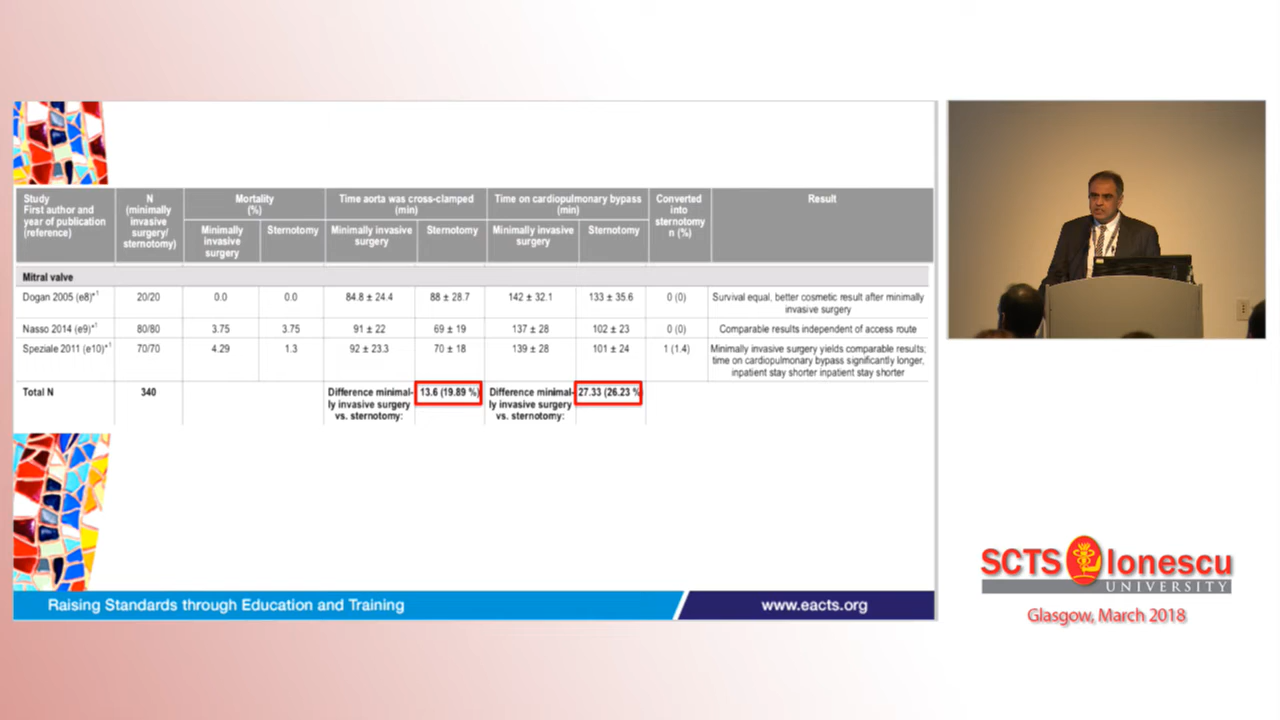 Study
First author and
year of publication
(reference)
N
(minimally
invasive
surgery/
sternotomy)
Mortality
(%)
Time aorta was cross-clamped
(min)
Time on cardiopulmonary bypass
(min)
Converted
into
sternotomy
n (%)
Result
Minimally
invasive
surgery
Sternotomy
Minimally invasive
surgery
Sternotomy
Minimally invasive
surgery
Sternotomy
Mitral valve
Dogan 2005 (e8)*1 20/20 0.0 0.0 84.8 ± 24.4 88 ± 28.7 142 ± 32.1 133 ± 35.6 0 (0) Survival equal, better cosmetic result after minimally
invasive surgery
Nasso 2014 (e9)*1 80/80 3.75 3.75 91 ± 22 69 ± 19 137 ± 28 102 ± 23 0 (0) Comparable results independent of access route
Speziale 2011 (e10)*1 70/70 4.29 1.3 92 ± 23.3 70 ± 18 139 ± 28 101 ± 24 1 (1.4) Minimally invasive surgery yields comparable results;
time on cardiopulmonary bypass significantly longer,
inpatient stay shorter inpatient stay shorter
Total N 340 Difference minimal- 13.6 (19.89 %) Difference minimal- 27.33 (26.23 %
ly invasive surgery ly invasive surgery
vs. sternotomy: vs. sternotomy:
Raising Standards through Education and Training
www.eacts.org
SCTS Ionescu
UNIVERSITY
Glasgow, March 2018